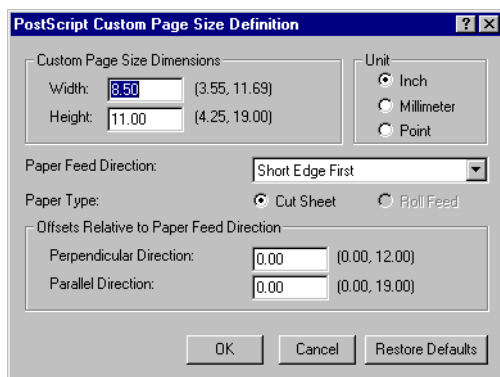 PostScript Custom Page Size Definition ? ×
Custom Page Size Dimensions Unit
Width: 8.50 (3.55, 11.69) Inch
Height: 11.00 (4.25, 19.00) Millimeter
Point
Paper Feed Direction: Short Edge First
Paper Type: Cut Sheet Roll Feed
Offsets Relative to Paper Feed Direction
Perpendicular Direction: 0.00 (0.00, 12.00)
Parallel Direction: 0.00 (0.00, 19.00)
OK Cancel Restore Defaults